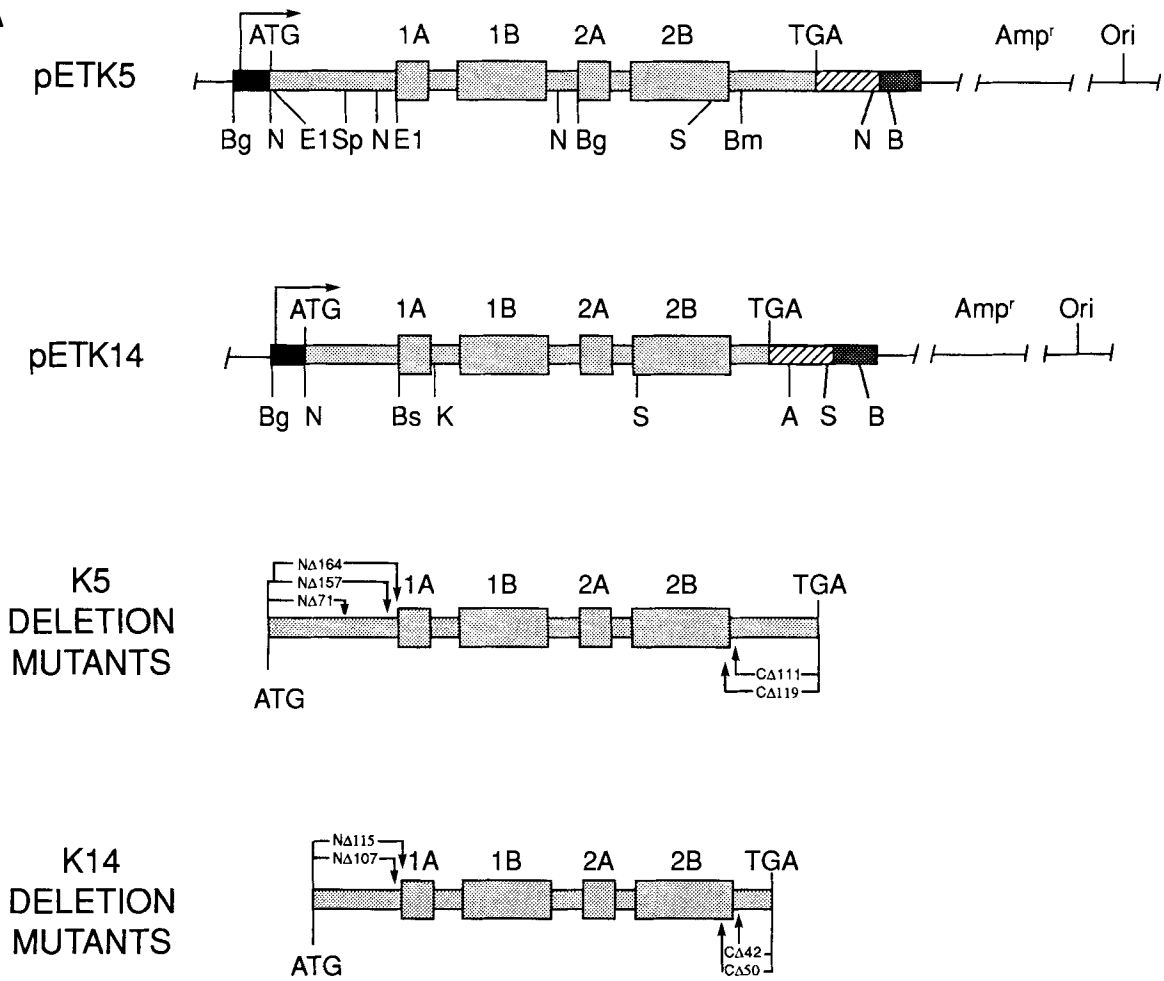 A
ATG 1A 1B 2A 2B TGA Ampʳ Ori
pETK5
Bg N E1 Sp N E1 N Bg S Bm N B
ATG 1A 1B 2A 2B TGA Ampʳ Ori
pETK14
Bg N Bs K S A S B
K5
DELETION
MUTANTS
NΔ164
NΔ157
NΔ71
1A 1B 2A 2B TGA
CΔ111
CΔ119
ATG
K14
DELETION
MUTANTS
NΔ115
NΔ107
1A 1B 2A 2B TGA
CΔ42
CΔ50
ATG